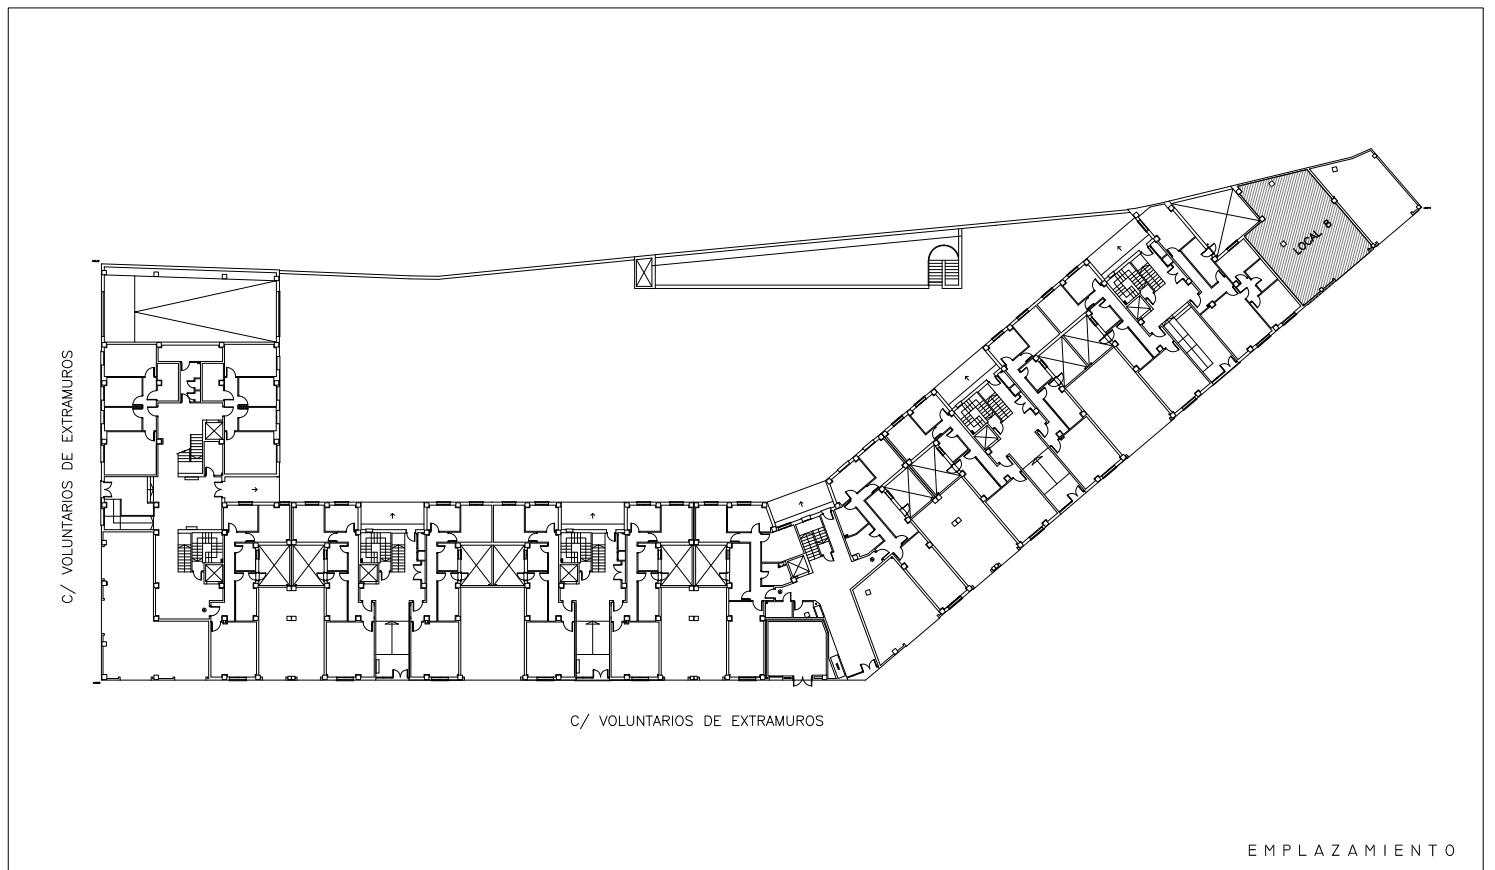 LOCAL 8
C/ VOLUNTARIOS DE EXTRAMUROS
C/ VOLUNTARIOS DE EXTRAMUROS
EMPLAZAMIENTO